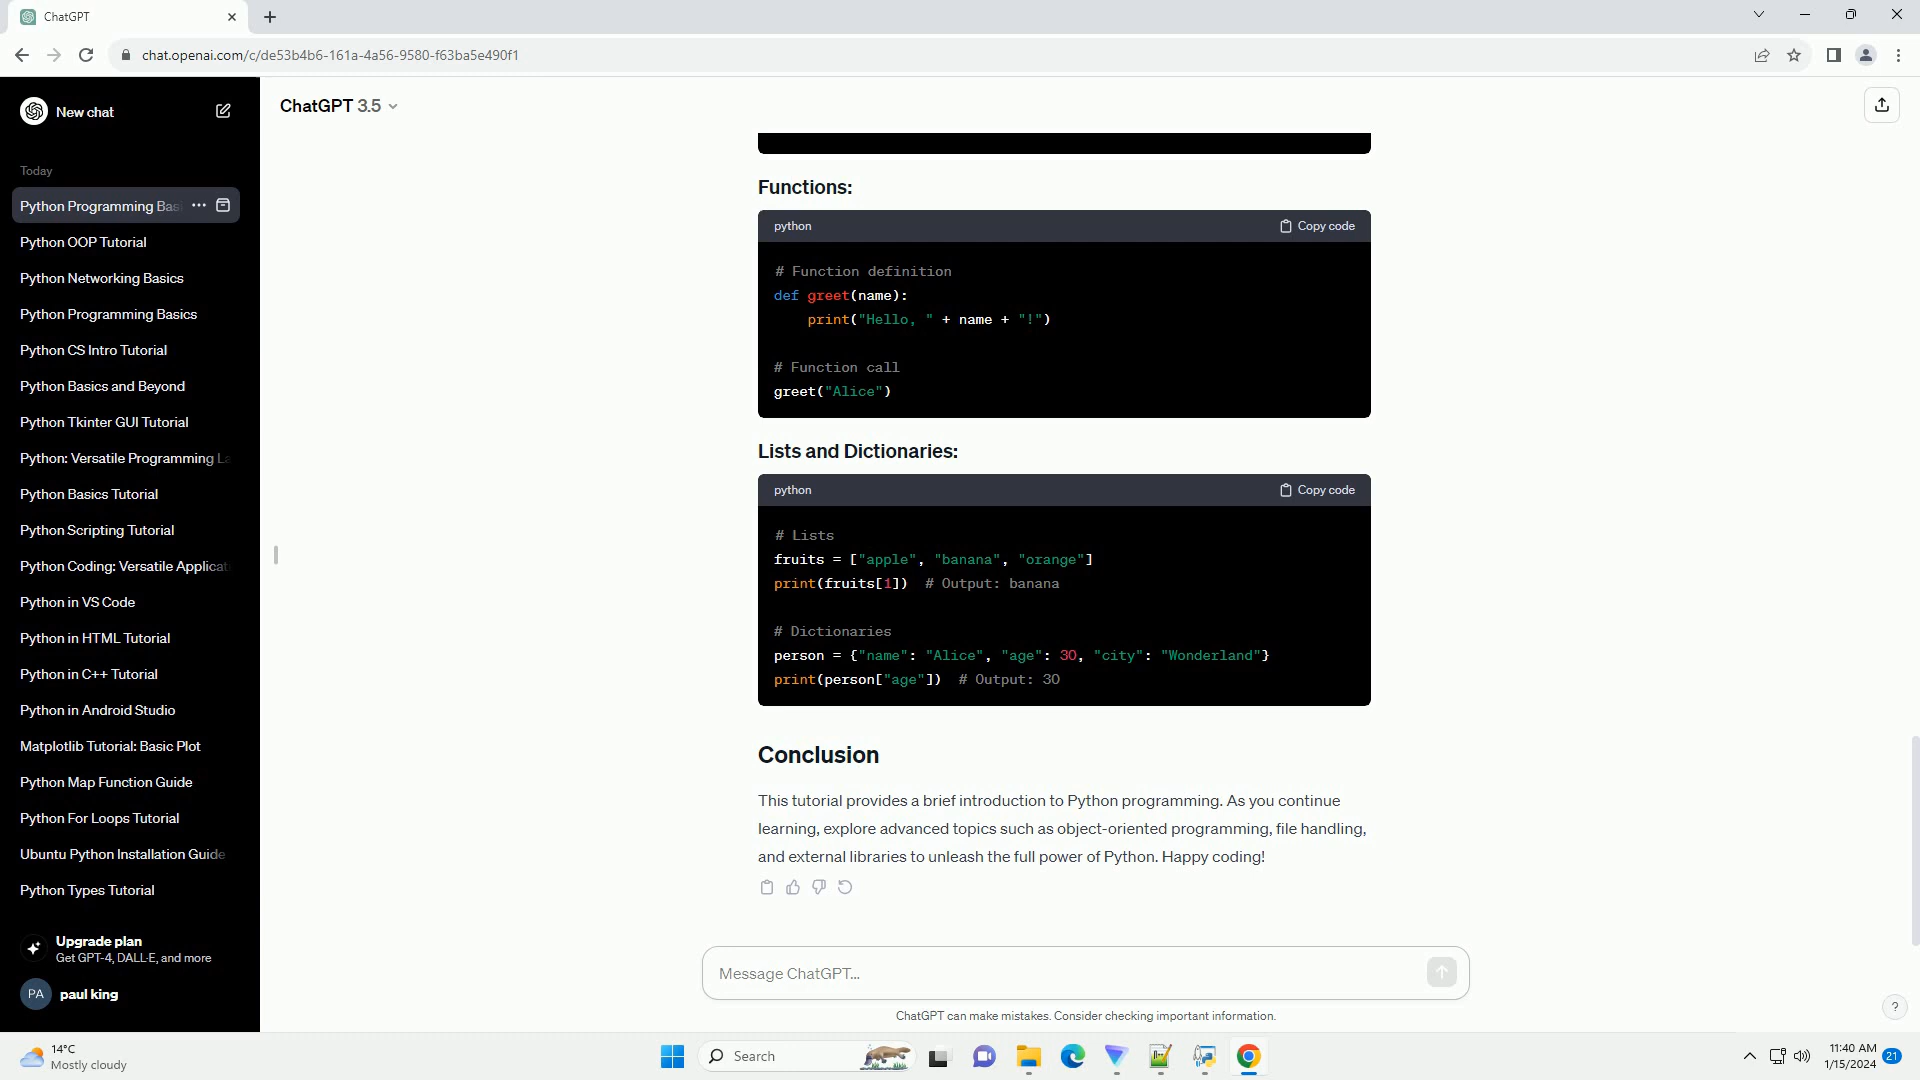 ChatGPT
chat.openai.com/c/de53b4b6-161a-4a56-9580-f63ba5e490f1
New chat
ChatGPT 3.5
Today
Python Programming Bas
Python OOP Tutorial
Python Networking Basics
Python Programming Basics
Python CS Intro Tutorial
Python Basics and Beyond
Python Tkinter GUI Tutorial
Python: Versatile Programming La
Python Basics Tutorial
Python Scripting Tutorial
Python Coding: Versatile Applicat
Python in VS Code
Python in HTML Tutorial
Python in C++ Tutorial
Python in Android Studio
Matplotlib Tutorial: Basic Plot
Python Map Function Guide
Python For Loops Tutorial
Ubuntu Python Installation Guide
Python Types Tutorial
Upgrade plan
Get GPT-4, DALL·E, and more
PA paul king
Functions:
python Copy code
# Function definition
def greet(name):
    print("Hello, " + name + "!")
# Function call
greet("Alice")
Lists and Dictionaries:
python Copy code
# Lists
fruits = ["apple", "banana", "orange"]
print(fruits[1])  # Output: banana
# Dictionaries
person = {"name": "Alice", "age": 30, "city": "Wonderland"}
print(person["age"])  # Output: 30
Conclusion
This tutorial provides a brief introduction to Python programming. As you continue
learning, explore advanced topics such as object-oriented programming, file handling,
and external libraries to unleash the full power of Python. Happy coding!
Message ChatGPT...
ChatGPT can make mistakes. Consider checking important information.
?
14°C
Mostly cloudy
Search
11:40 AM
1/15/2024
21